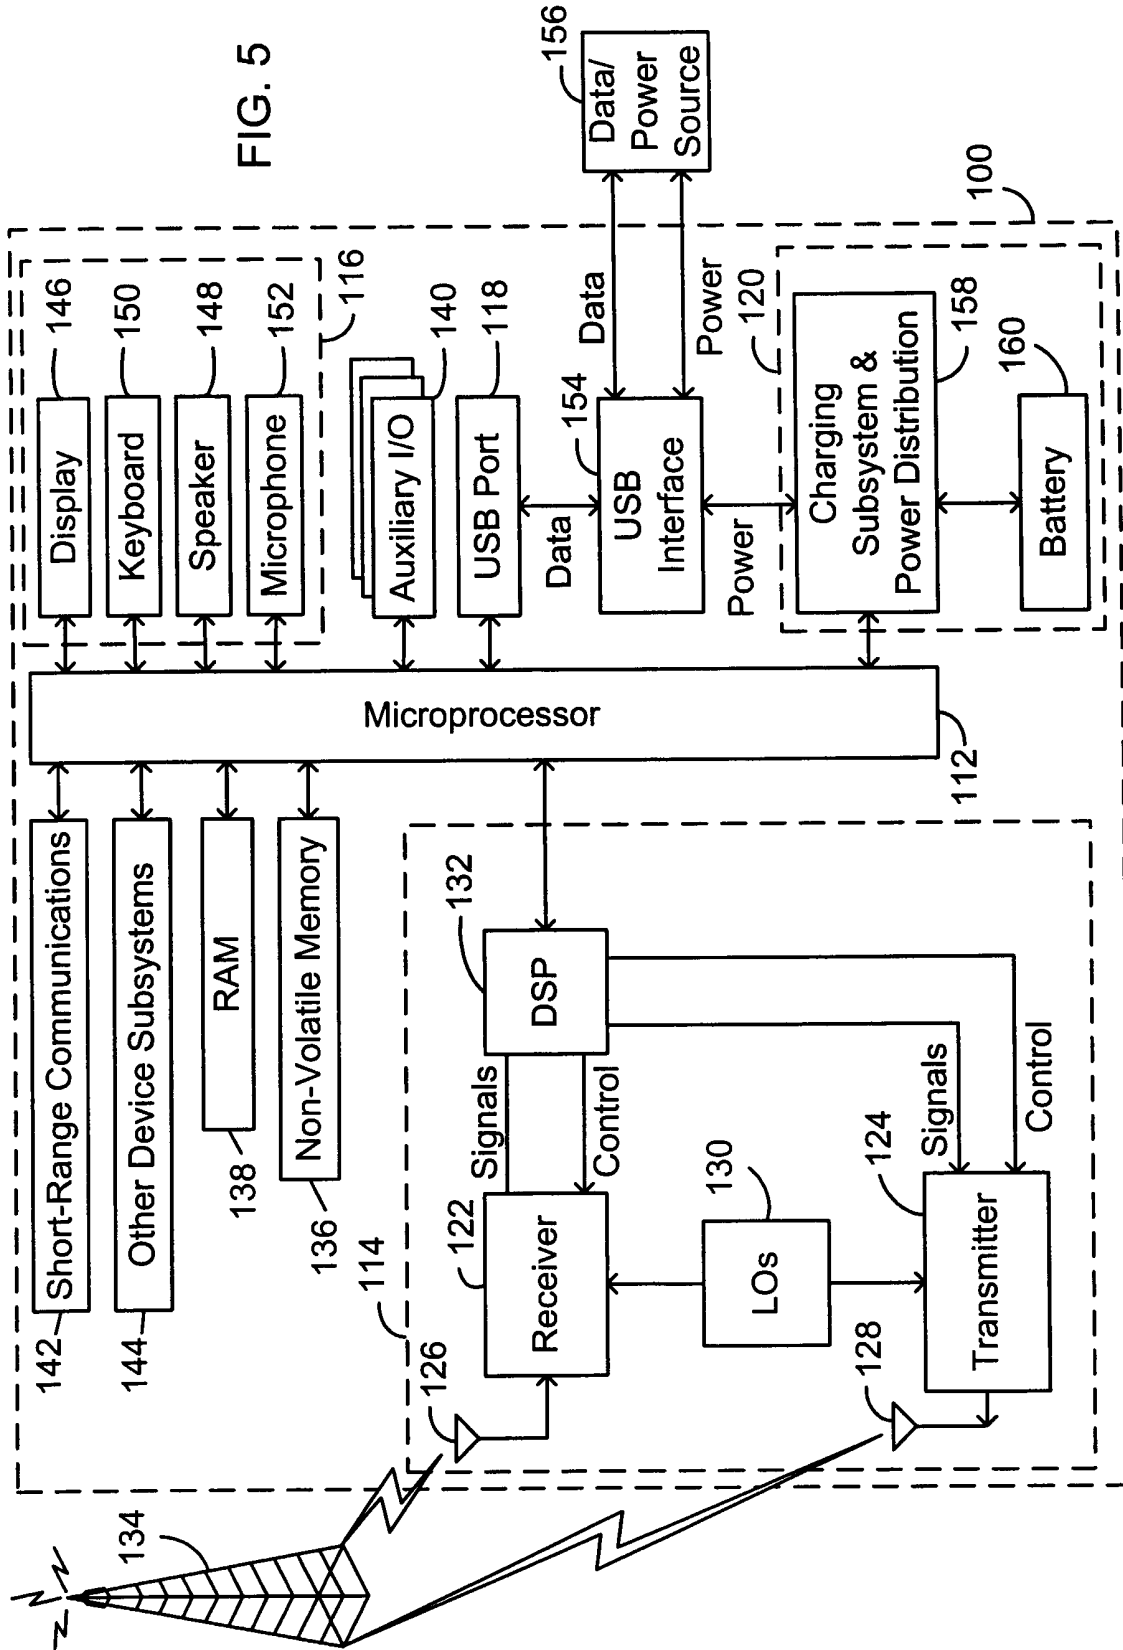 FIG. 5
134
142
Short-Range Communications
144
Other Device Subsystems
138
RAM
136
Non-Volatile Memory
Microprocessor
112
Display
146
Keyboard
150
Speaker
148
Microphone
152
116
Auxiliary I/O
140
USB Port
118
Data
USB
Interface
154
Data
Power
Data/
Power
Source
156
Power
120
Charging
Subsystem &
Power Distribution
158
Battery
160
100
114
126
Receiver
122
Signals
Control
DSP
132
LOs
130
Signals
Control
128
Transmitter
124